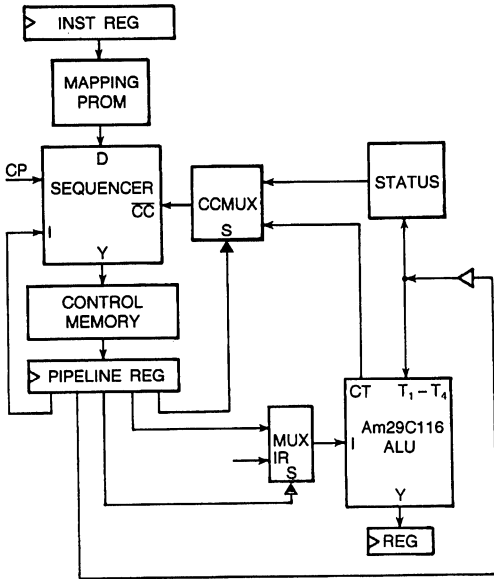 INST REG
MAPPING
PROM
D
CP
SEQUENCER
CC
I
Y
CCMUX
S
STATUS
CONTROL
MEMORY
PIPELINE REG
MUX
IR
S
CT
T1 – T4
I
Am29C116
ALU
Y
REG